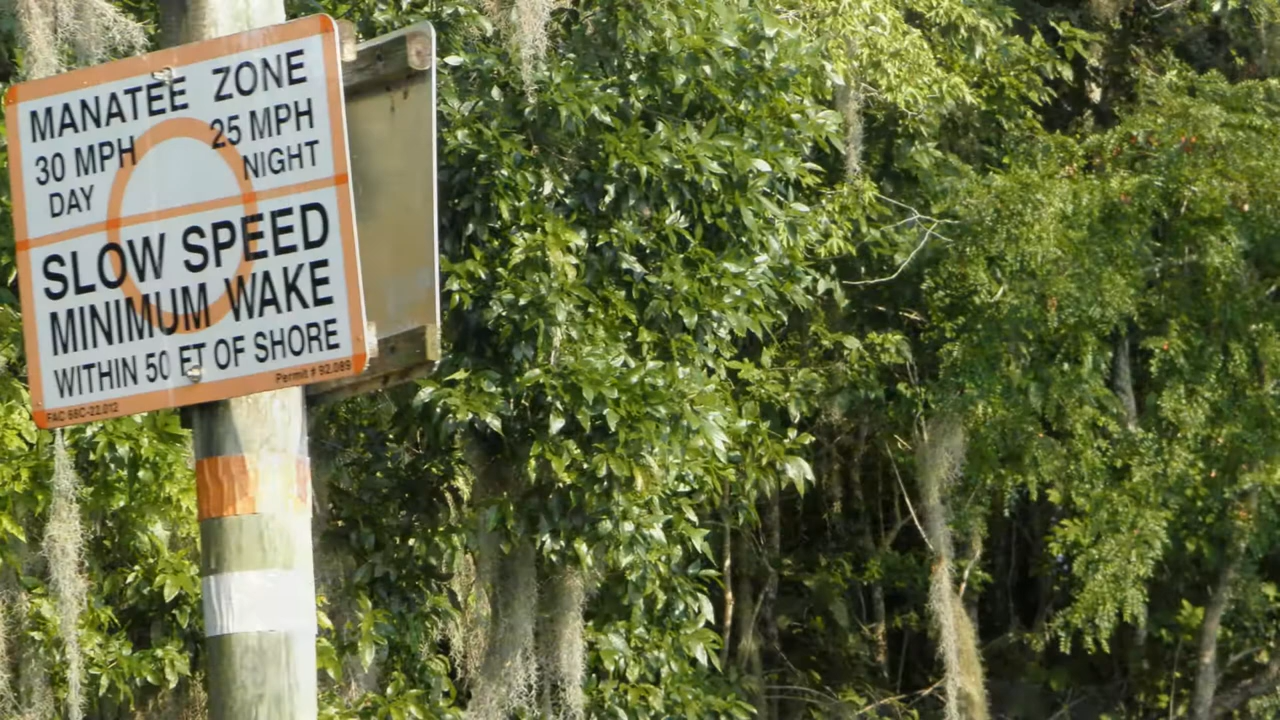 MANATEE ZONE
30 MPH 25 MPH
DAY NIGHT
SLOW SPEED
MINIMUM WAKE
WITHIN 50 FT OF SHORE
FAC 68C-22.012 Permit # 92.089